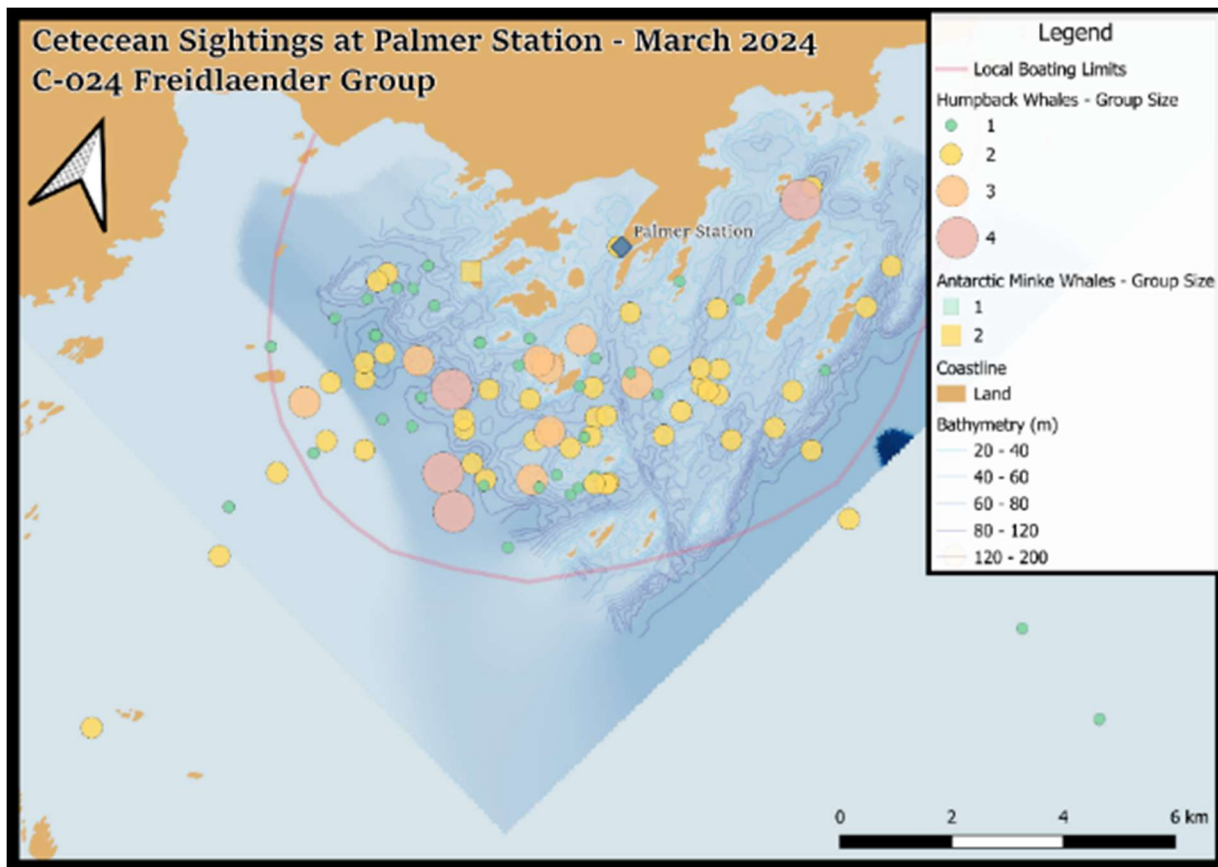 Cetecean Sightings at Palmer Station - March 2024
C-024 Freidlaender Group
Palmer Station
Legend
Local Boating Limits
Humpback Whales - Group Size
1
2
3
4
Antarctic Minke Whales - Group Size
1
2
Coastline
Land
Bathymetry (m)
20 - 40
40 - 60
60 - 80
80 - 120
120 - 200
0 2 4 6 km